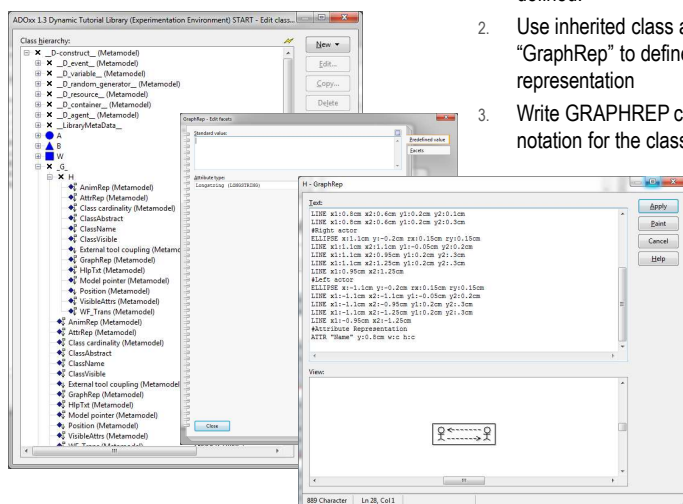 defined.
2. Use inherited class a
"GraphRep" to define
representation
3. Write GRAPHREP c
notation for the class
ADOxx 1.3 Dynamic Tutorial Library (Experimentation Environment) START - Edit class...
Class hierarchy:
__D-construct__ (Metamodel)
__D_event__ (Metamodel)
__D_variable__ (Metamodel)
__D_random_generator__ (Metamodel)
__D_resource__ (Metamodel)
__D_container__ (Metamodel)
__D_agent__ (Metamodel)
__LibraryMetaData__
A
B
W
_G_
H
AnimRep (Metamodel)
AttrRep (Metamodel)
Class cardinality (Metamodel)
ClassAbstract
ClassName
ClassVisible
External tool coupling (Metamo
GraphRep (Metamodel)
HlpTxt (Metamodel)
Model pointer (Metamodel)
Position (Metamodel)
VisibleAttrs (Metamodel)
WF_Trans (Metamodel)
AnimRep (Metamodel)
AttrRep (Metamodel)
Class cardinality (Metamodel)
ClassAbstract
ClassName
ClassVisible
External tool coupling (Metamodel
GraphRep (Metamodel)
HlpTxt (Metamodel)
Model pointer (Metamodel)
Position (Metamodel)
VisibleAttrs (Metamodel)
WF_Trans (Metamodel)
New
Edit...
Copy...
Delete
GraphRep - Edit facets
Standard value:
Predefined value
Facets
Attribute type:
Longstring (LONGSTRING)
Close
H - GraphRep
Text:
LINE x1:0.8cm x2:0.6cm y1:0.2cm y2:0.1cm
LINE x1:0.8cm x2:0.6cm y1:0.2cm y2:0.3cm
#Right actor
ELLIPSE x:1.1cm y:-0.2cm rx:0.15cm ry:0.15cm
LINE x1:1.1cm x2:1.1cm y1:-0.05cm y2:0.2cm
LINE x1:1.1cm x2:0.95cm y1:0.2cm y2:.3cm
LINE x1:1.1cm x2:1.25cm y1:0.2cm y2:.3cm
LINE x1:0.95cm x2:1.25cm
#Left actor
ELLIPSE x:-1.1cm y:-0.2cm rx:0.15cm ry:0.15cm
LINE x1:-1.1cm x2:-1.1cm y1:-0.05cm y2:0.2cm
LINE x1:-1.1cm x2:-0.95cm y1:0.2cm y2:.3cm
LINE x1:-1.1cm x2:-1.25cm y1:0.2cm y2:.3cm
LINE x1:-0.95cm x2:-1.25cm
#Attribute Representation
ATTR "Name" y:0.8cm w:c h:c
Apply
Paint
Cancel
Help
View:
889 Character Ln 28, Col 1